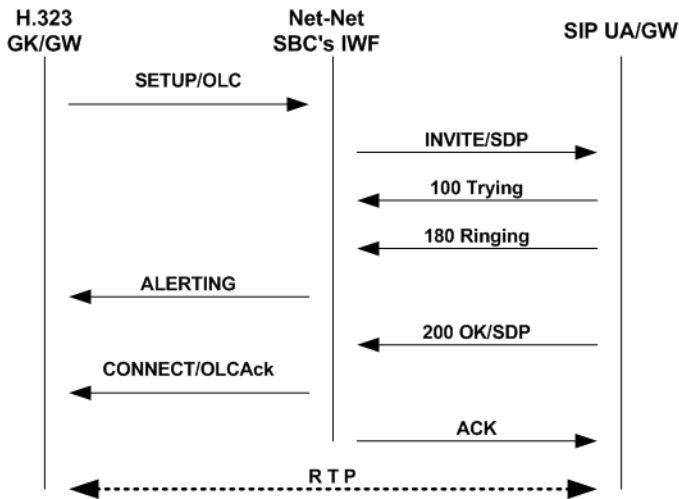 H.323
GK/GW
Net-Net
SBC's IWF
SIP UA/GW
SETUP/OLC
INVITE/SDP
100 Trying
180 Ringing
ALERTING
200 OK/SDP
CONNECT/OLCAck
ACK
R T P